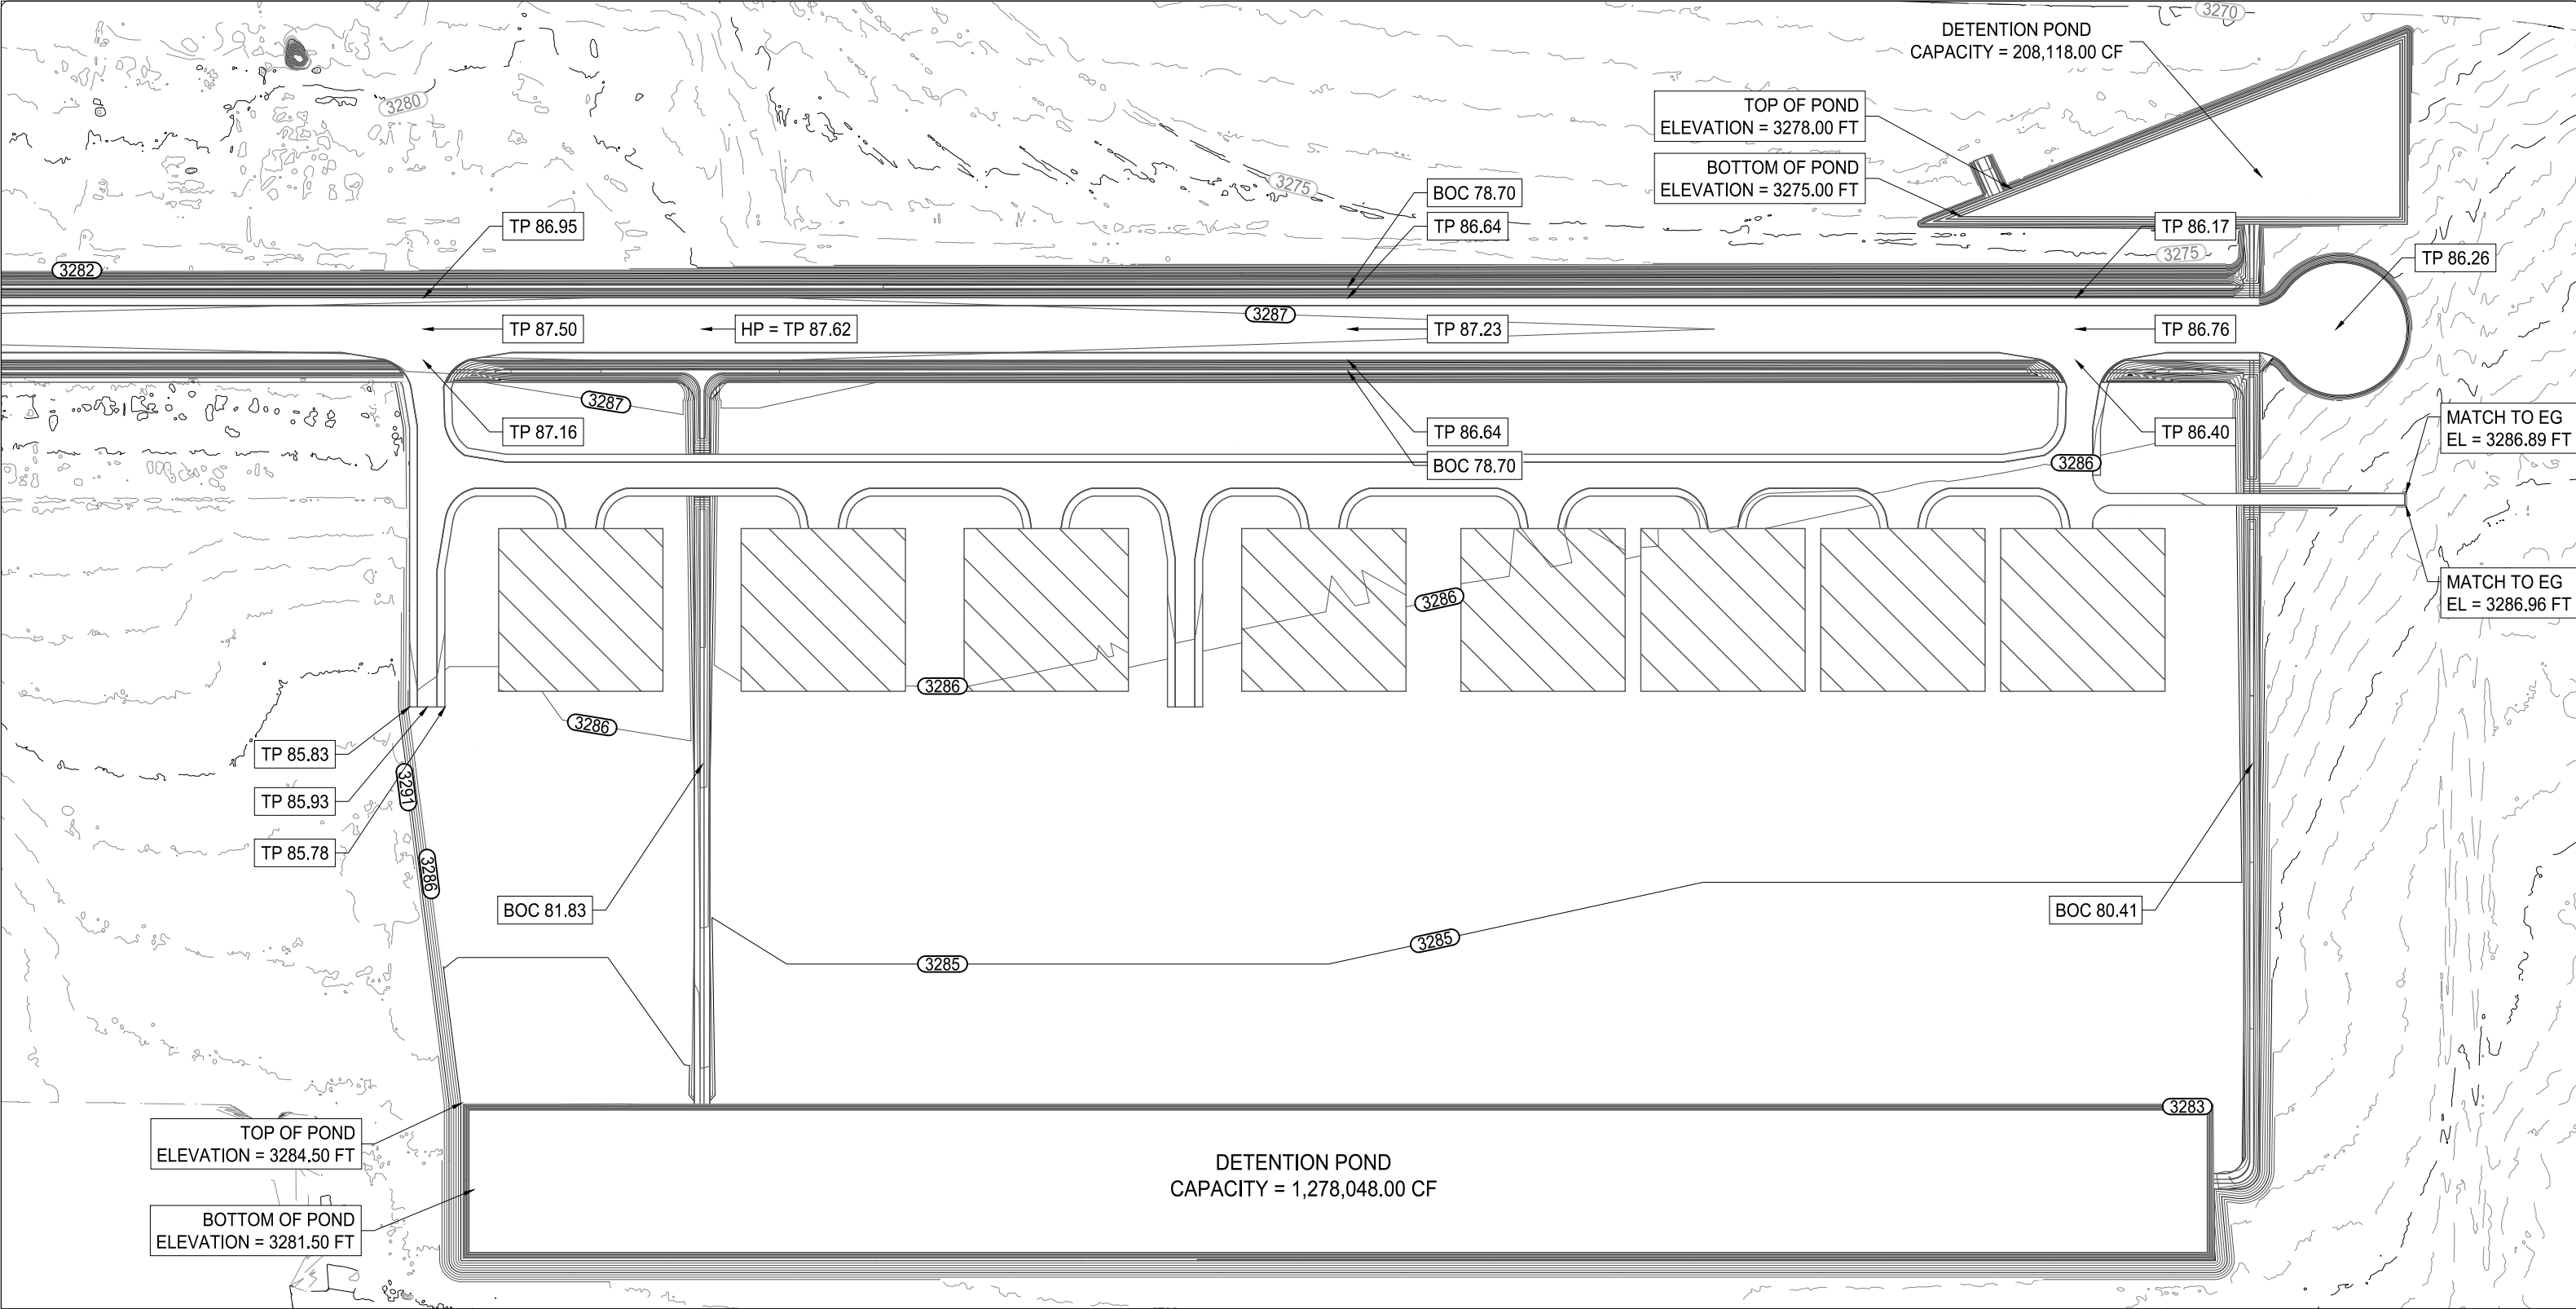 3270
DETENTION POND
CAPACITY = 208,118.00 CF
3280
TOP OF POND
ELEVATION = 3278.00 FT
BOTTOM OF POND
ELEVATION = 3275.00 FT
3275
BOC 78.70
TP 86.95
TP 86.64
TP 86.17
3275
TP 86.26
3282
3287
TP 87.50
HP = TP 87.62
TP 87.23
TP 86.76
3287
TP 87.16
TP 86.64
TP 86.40
MATCH TO EG
EL = 3286.89 FT
BOC 78.70
3286
MATCH TO EG
EL = 3286.96 FT
3286
3286
3286
TP 85.83
3291
TP 85.93
TP 85.78
3286
BOC 81.83
BOC 80.41
3285
3285
3283
TOP OF POND
ELEVATION = 3284.50 FT
DETENTION POND
CAPACITY = 1,278,048.00 CF
BOTTOM OF POND
ELEVATION = 3281.50 FT